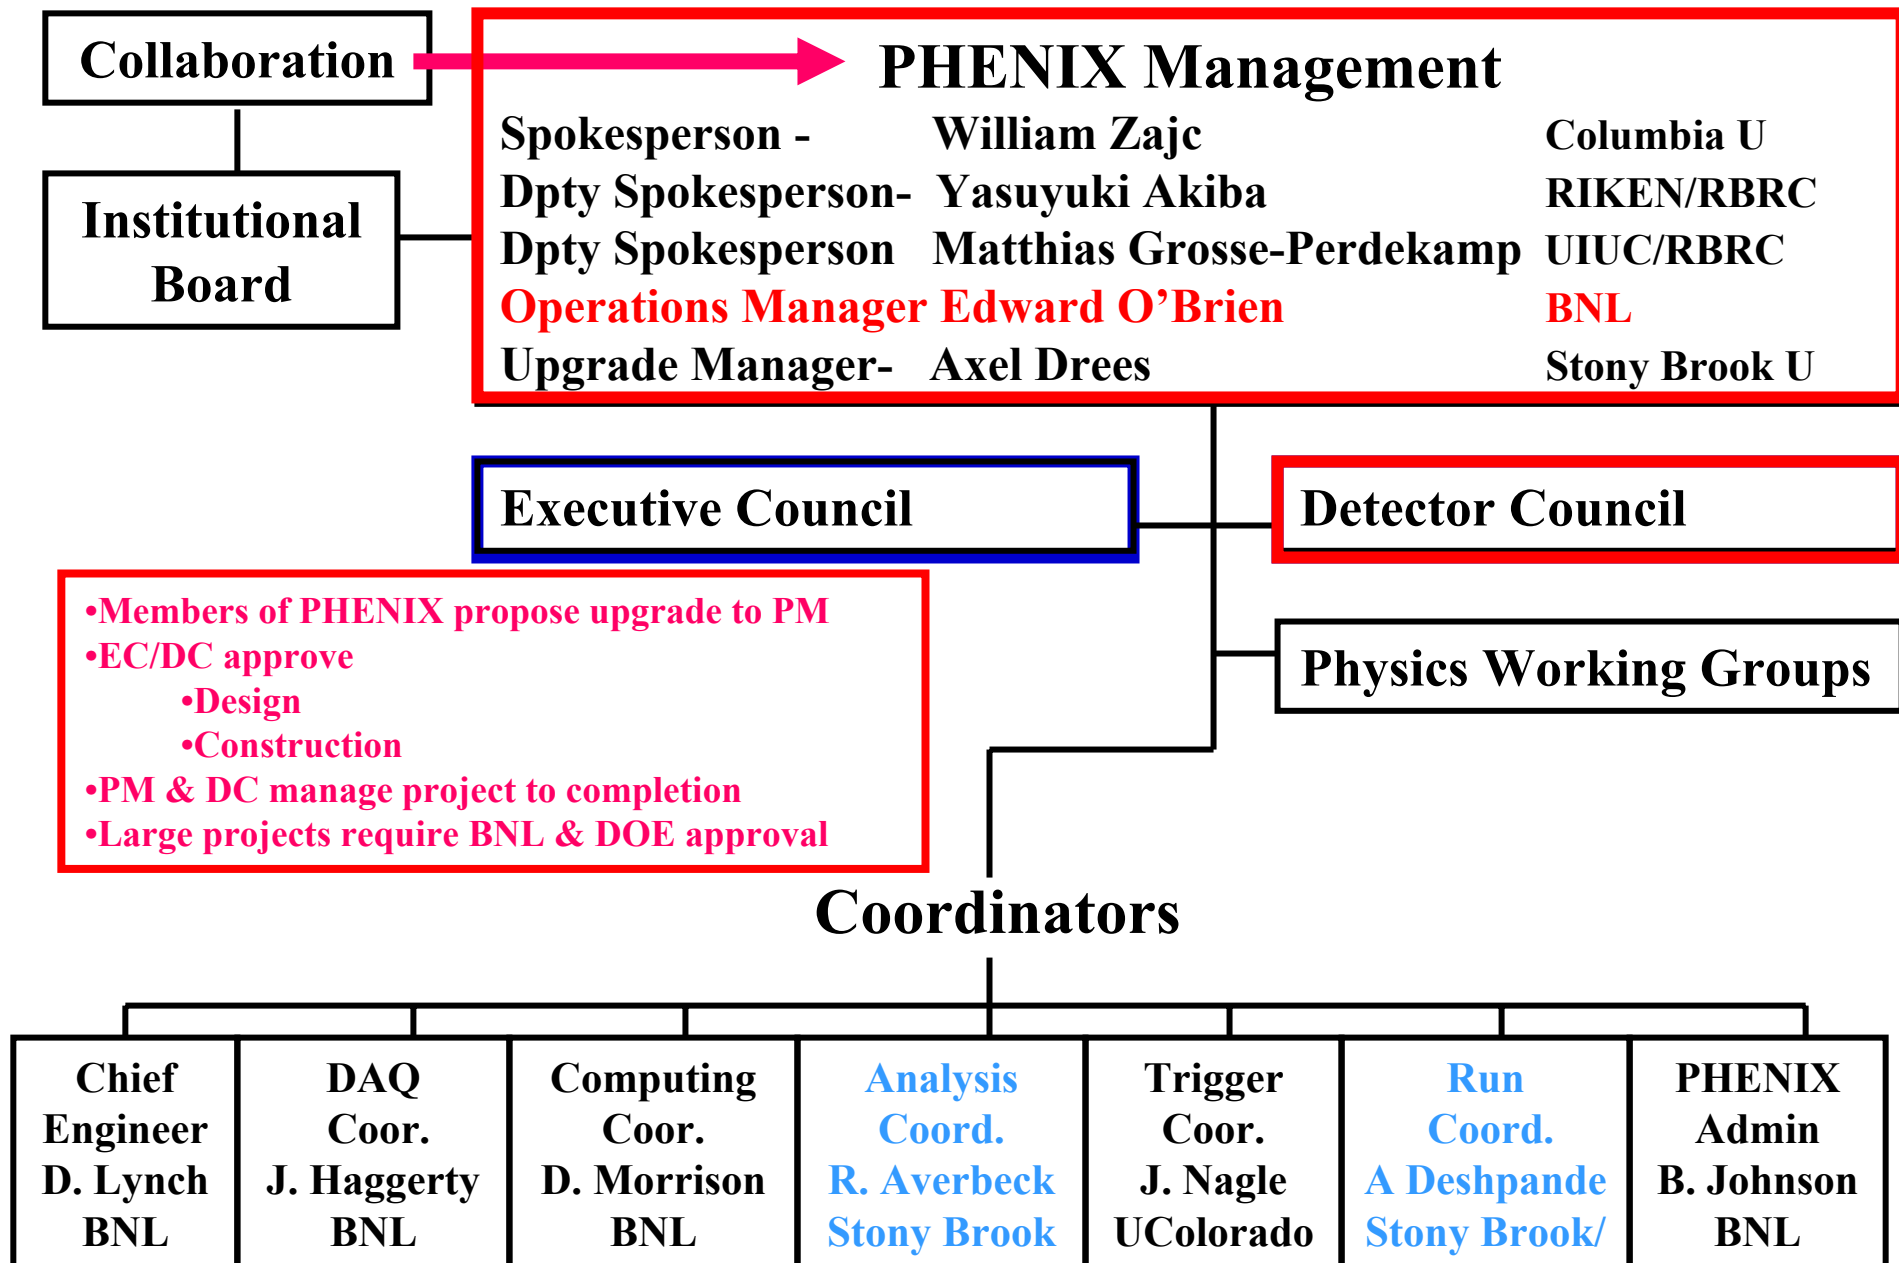 Collaboration
PHENIX Management
Spokesperson - William Zajc Columbia U
Dpty Spokesperson- Yasuyuki Akiba RIKEN/RBRC
Dpty Spokesperson Matthias Grosse-Perdekamp UIUC/RBRC
Operations Manager Edward O’Brien BNL
Upgrade Manager- Axel Drees Stony Brook U
Institutional
Board
Executive Council
Detector Council
•Members of PHENIX propose upgrade to PM
•EC/DC approve
•Design
•Construction
•PM & DC manage project to completion
•Large projects require BNL & DOE approval
Physics Working Groups
Coordinators
Chief
Engineer
D. Lynch
BNL
DAQ
Coor.
J. Haggerty
BNL
Computing
Coor.
D. Morrison
BNL
Analysis
Coord.
R. Averbeck
Stony Brook
Trigger
Coor.
J. Nagle
UColorado
Run
Coord.
A Deshpande
Stony Brook/
PHENIX
Admin
B. Johnson
BNL